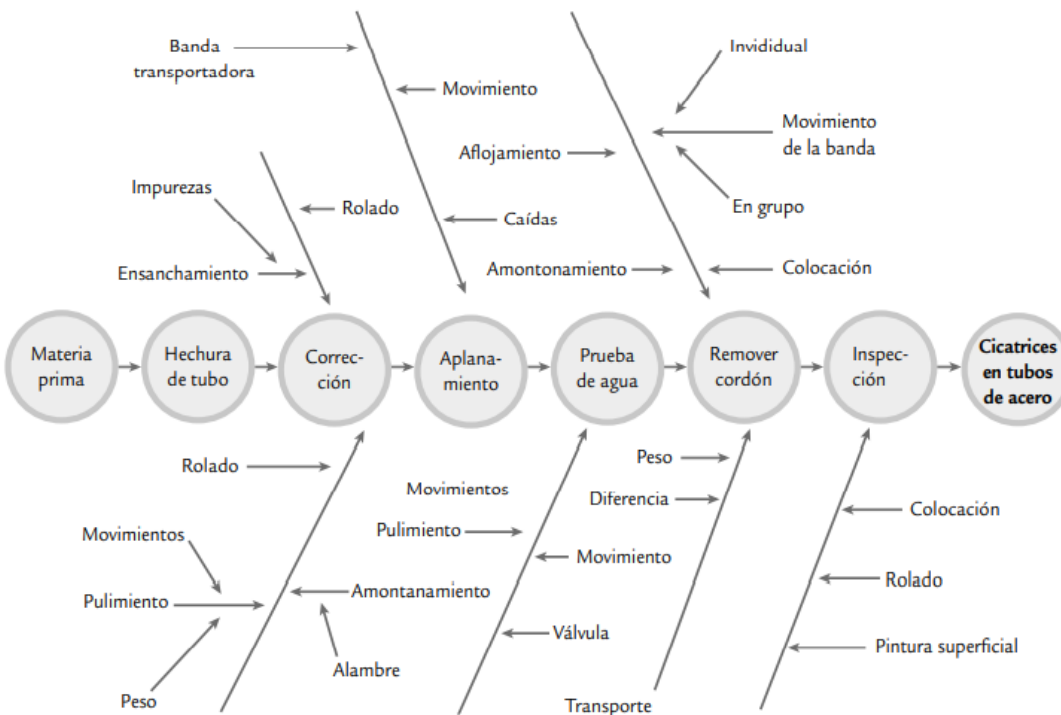 Banda
transportadora
Movimiento
Aflojamiento
Caídas
Amontonamiento
Invididual
Movimiento
de la banda
En grupo
Colocación
Impurezas
Rolado
Ensanchamiento
Materia
prima
Hechura
de tubo
Correc-
ción
Aplana-
miento
Prueba
de agua
Remover
cordón
Inspec-
ción
Cicatrices
en tubos
de acero
Rolado
Movimientos
Pulimiento
Peso
Amontanamiento
Alambre
Movimientos
Pulimiento
Movimiento
Válvula
Peso
Diferencia
Transporte
Colocación
Rolado
Pintura superficial